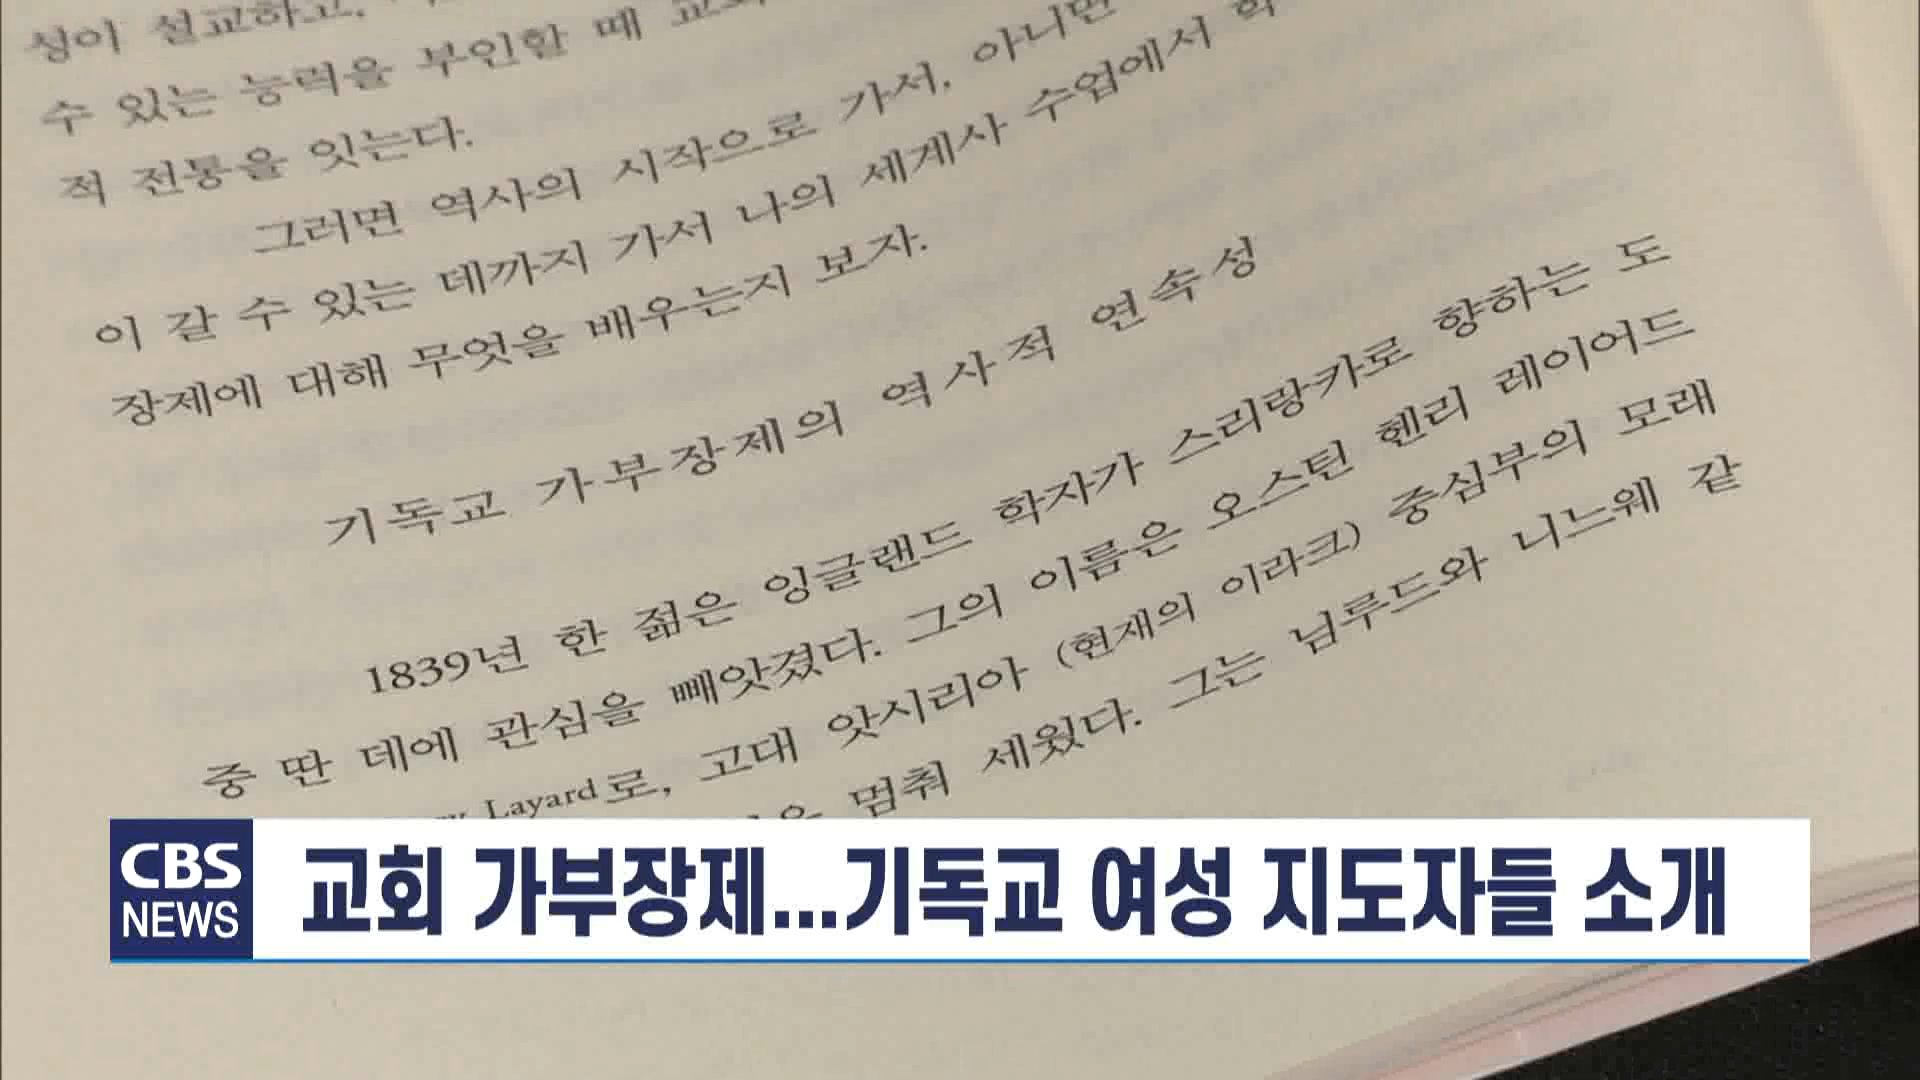 성이 설교하고,
수 있는 능력을 부인할 때
적 전통을 잇는다.
그러면 역사의 시작으로 가서, 아니면
이 갈 수 있는 데까지 가서 나의 세계사 수업에서
장제에 대해 무엇을 배우는지 보자.
기독교 가부장제의 역사적 연속성
1839년 한 젊은 잉글랜드 학자가 스리랑카로 향하는 도
중 딴 데에 관심을 빼앗겼다. 그의 이름은 오스틴 헨리 레이어드
Layard로, 고대 앗시리아 (현재의 이라크) 중심부의 모래
멈춰 세웠다. 그는 님루드와 니느웨 같
CBS
NEWS
교회 가부장제...기독교 여성 지도자들 소개